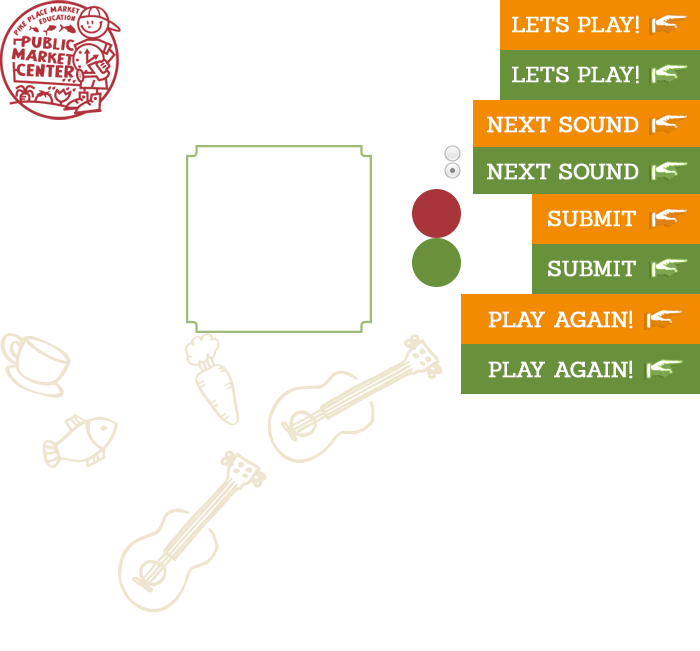 PIKE PLACE MARKET
EDUCATION
PUBLIC
MARKET
CENTER
LETS PLAY!
LETS PLAY!
NEXT SOUND
NEXT SOUND
SUBMIT
SUBMIT
PLAY AGAIN!
PLAY AGAIN!